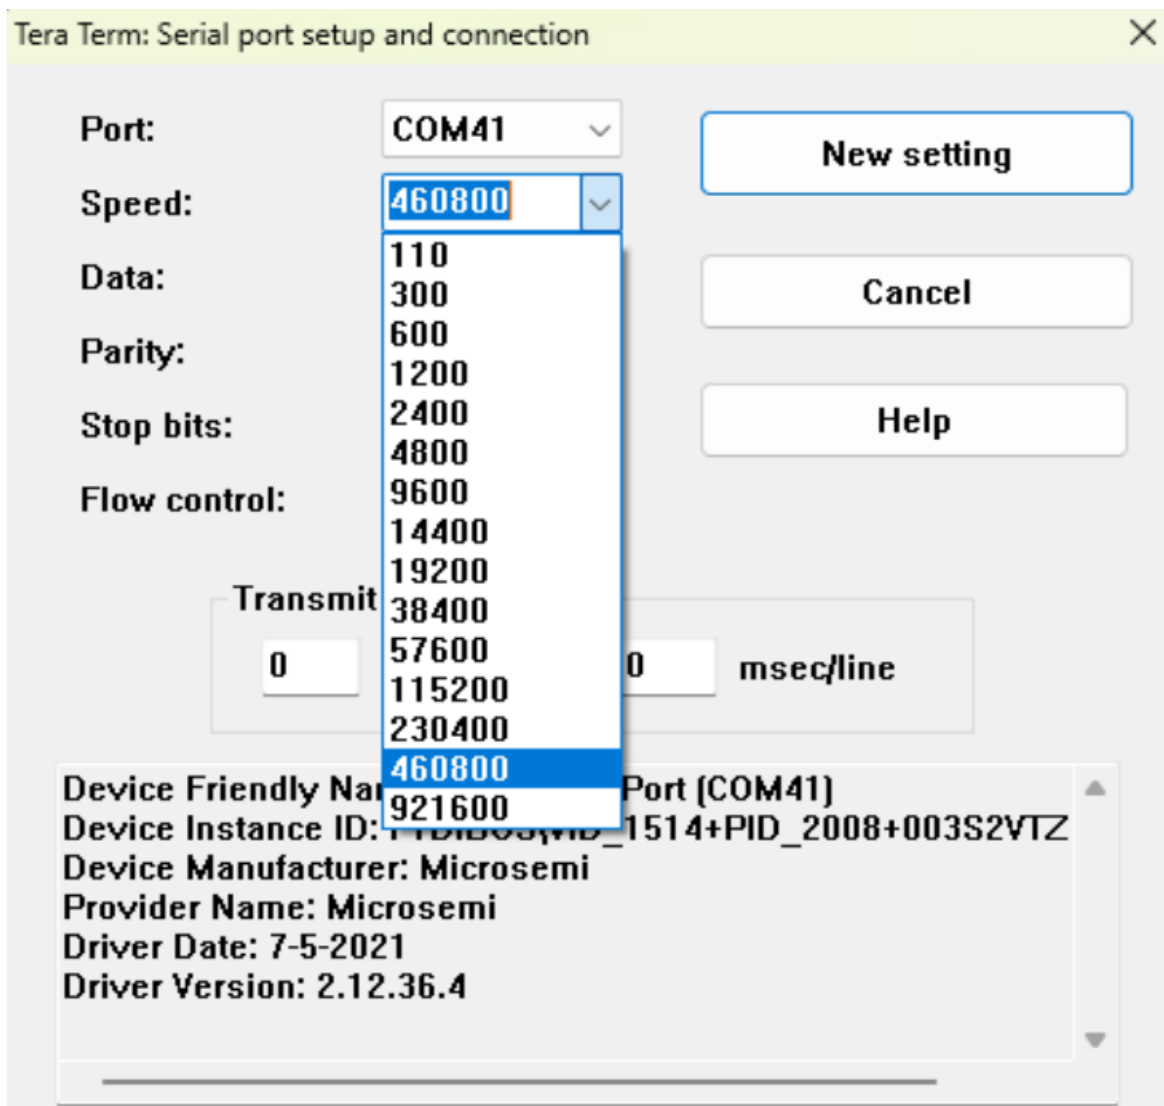 Tera Term: Serial port setup and connection
Port: COM41
New setting
Speed: 460800
110
300
600
1200
2400
4800
9600
14400
19200
38400
57600
115200
230400
460800
921600
Data:
Cancel
Parity:
Stop bits:
Help
Flow control:
Transmit
0
0 msec/line
Device Friendly Port (COM41)
Device Instance ID: 1514+PID_2008+003S2VTZ
Device Manufacturer: Microsemi
Provider Name: Microsemi
Driver Date: 7-5-2021
Driver Version: 2.12.36.4